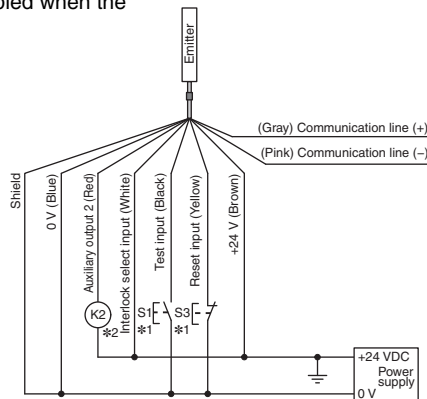 bled when the
Emitter
(Gray) Communication line (+)
(Pink) Communication line (−)
Shield
0 V (Blue)
Auxiliary output 2 (Red)
Interlock select input (White)
Test input (Black)
Reset input (Yellow)
+24 V (Brown)
K2
*2
S1
*1
S3
*1
+24 VDC
Power
supply
0 V